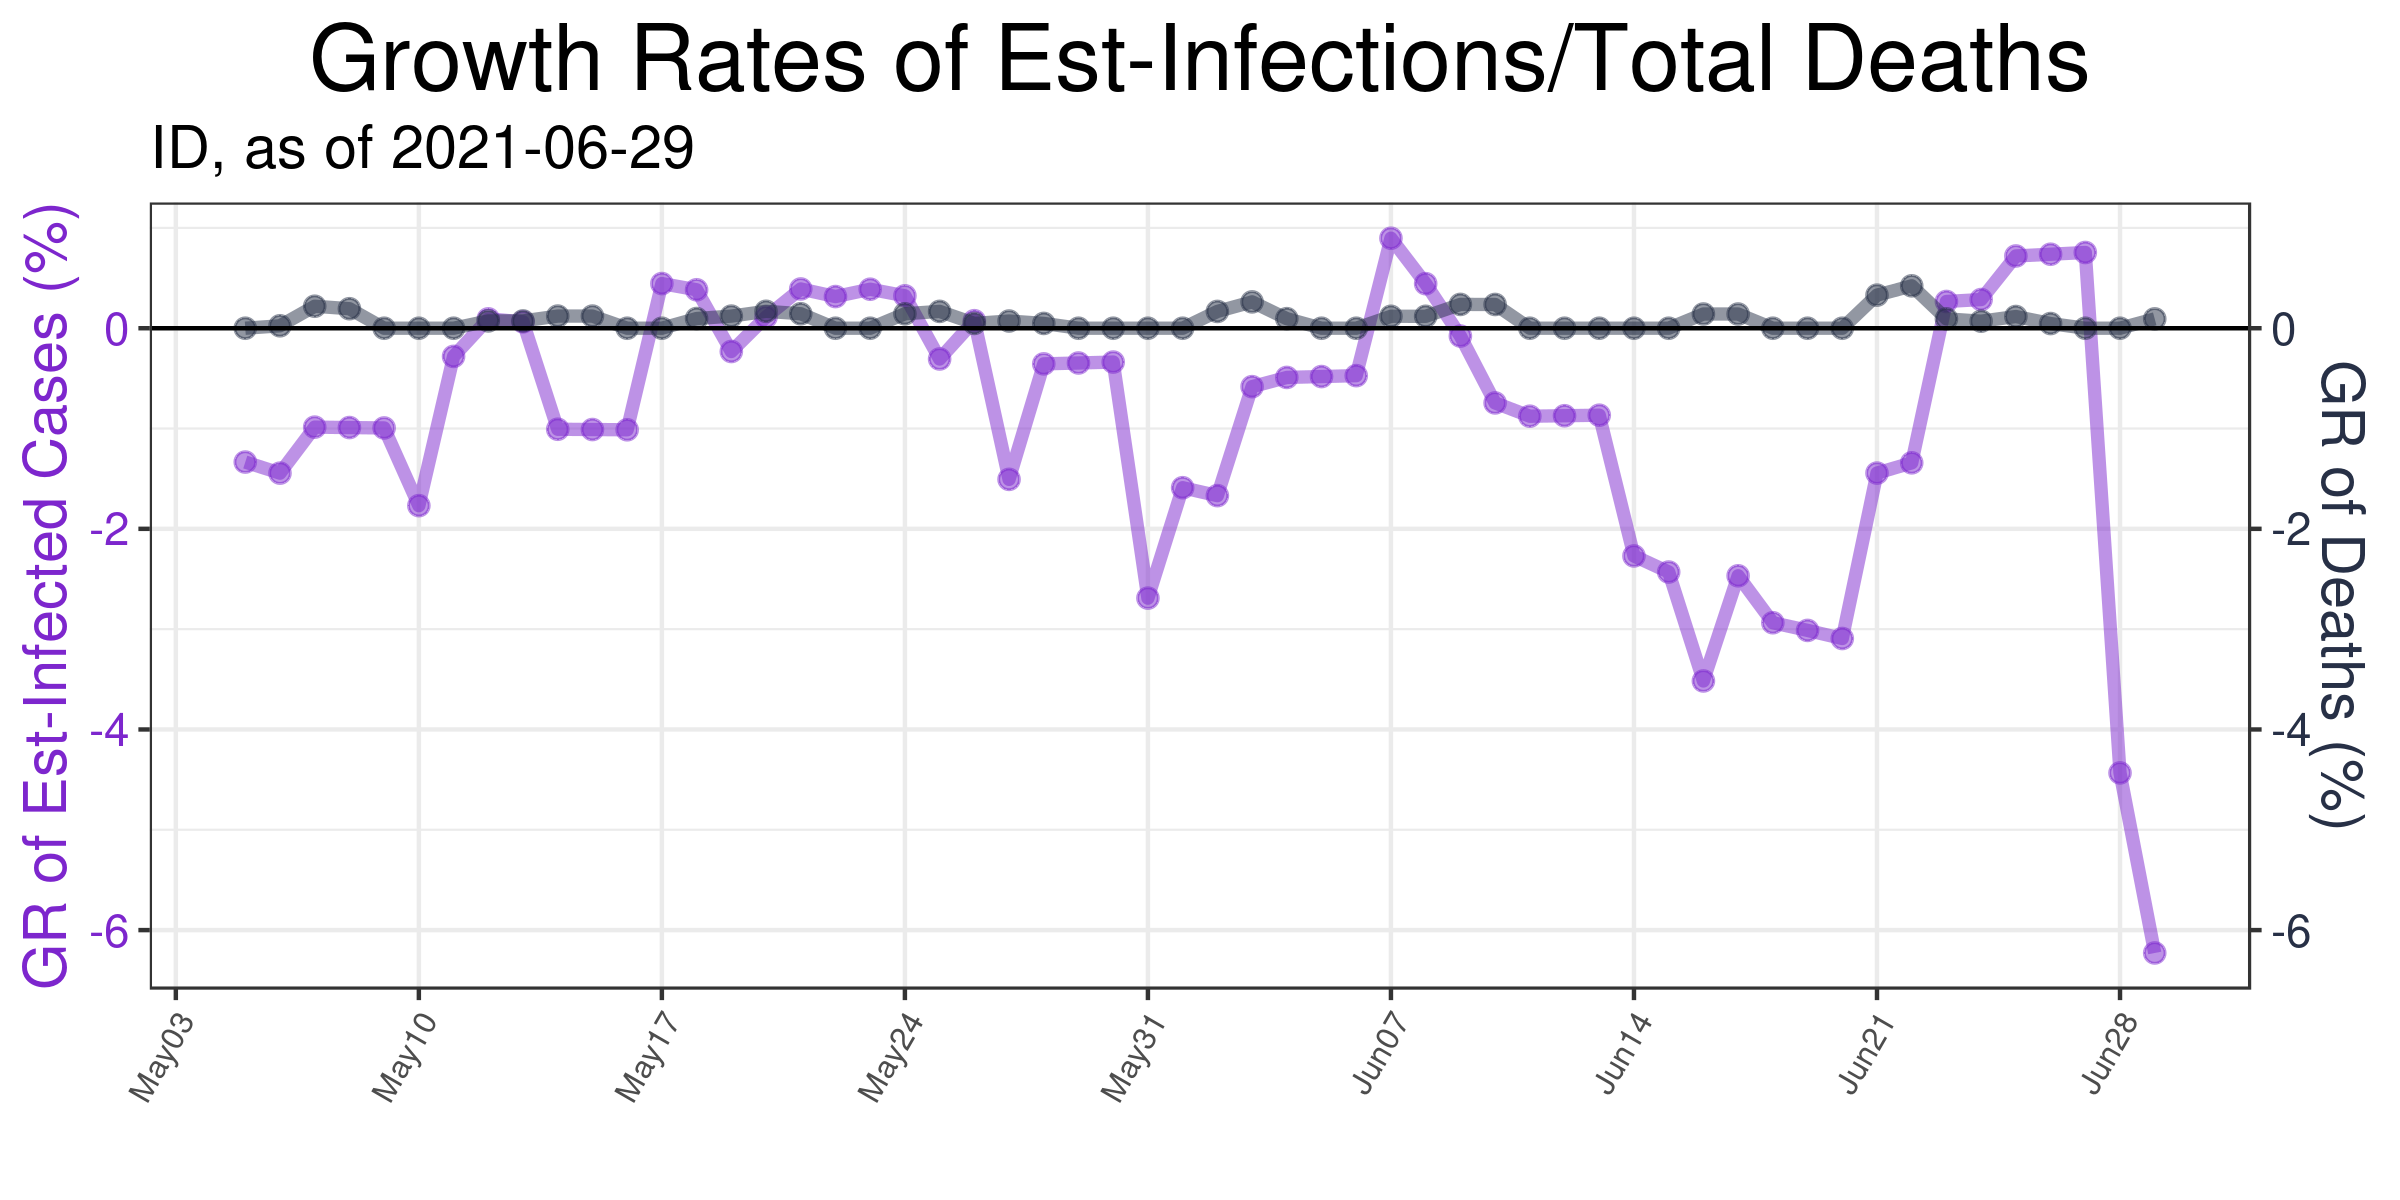 Growth Rates of Est-Infections/Total Deaths
ID, as of 2021-06-29
GR of Est-Infected Cases (%)
0
-2
-4
-6
0
-2
-4
-6
GR of Deaths (%)
May03
May10
May17
May24
May31
Jun07
Jun14
Jun21
Jun28